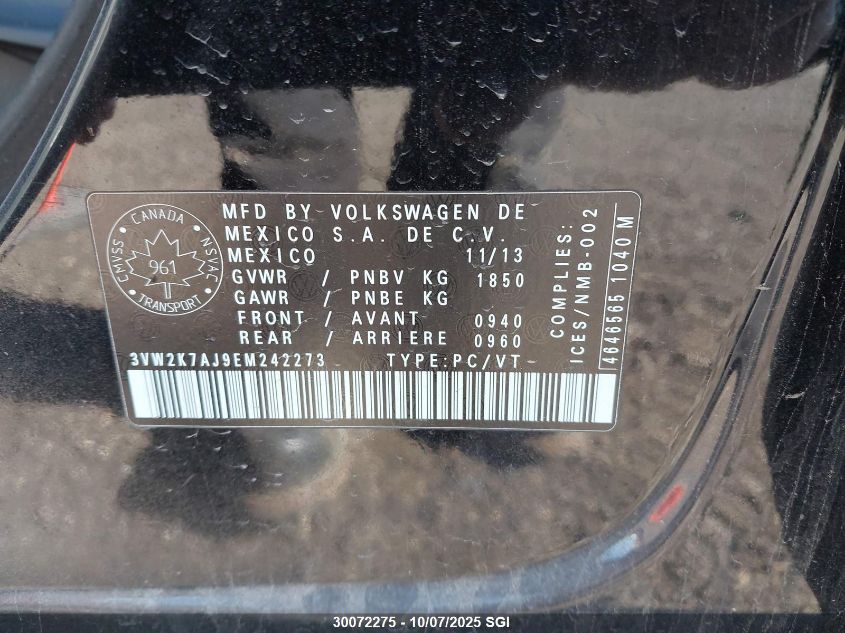 CANADA
CMVSS
NSVAC
961
TRANSPORT
MFD BY VOLKSWAGEN DE
MEXICO S.A. DE C.V.
MEXICO 11/13
GVWR / PNBV KG 1850
GAWR / PNBE KG
FRONT / AVANT 0940
REAR / ARRIERE 0960
3VW2K7AJ9EM242273 TYPE:PC/VT
COMPLIES:
ICES/NMB-002
4646565 1040 M
30072275 - 10/07/2025 SGI